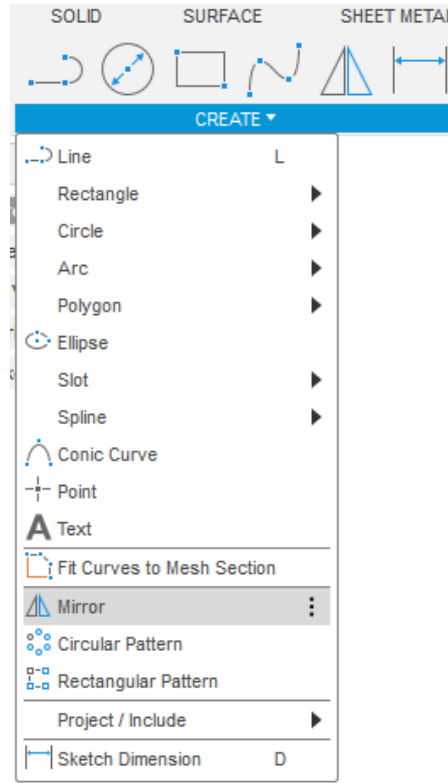 SOLID SURFACE SHEET METAL
CREATE
Line L
Rectangle
Circle
Arc
Polygon
Ellipse
Slot
Spline
Conic Curve
Point
A Text
Fit Curves to Mesh Section
Mirror
Circular Pattern
Rectangular Pattern
Project / Include
Sketch Dimension D